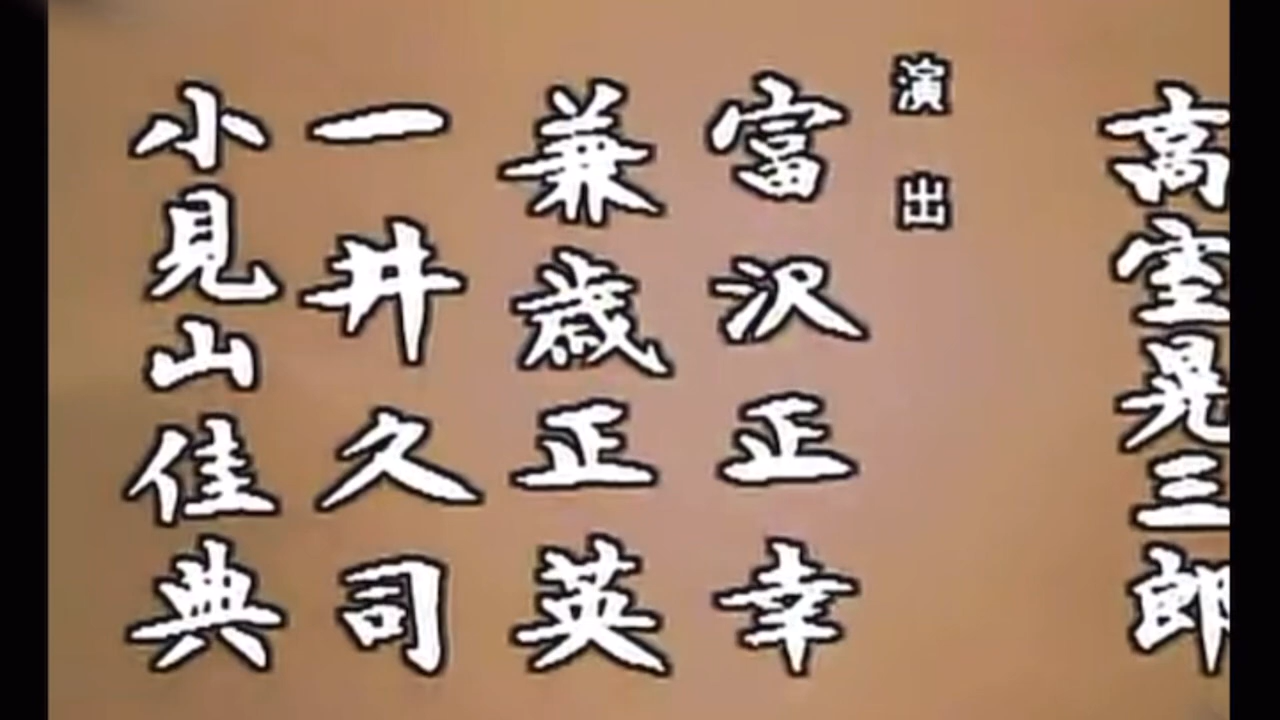 高室晃三郎
演出
富沢正幸
兼歳正英
一井久司
小見山佳典